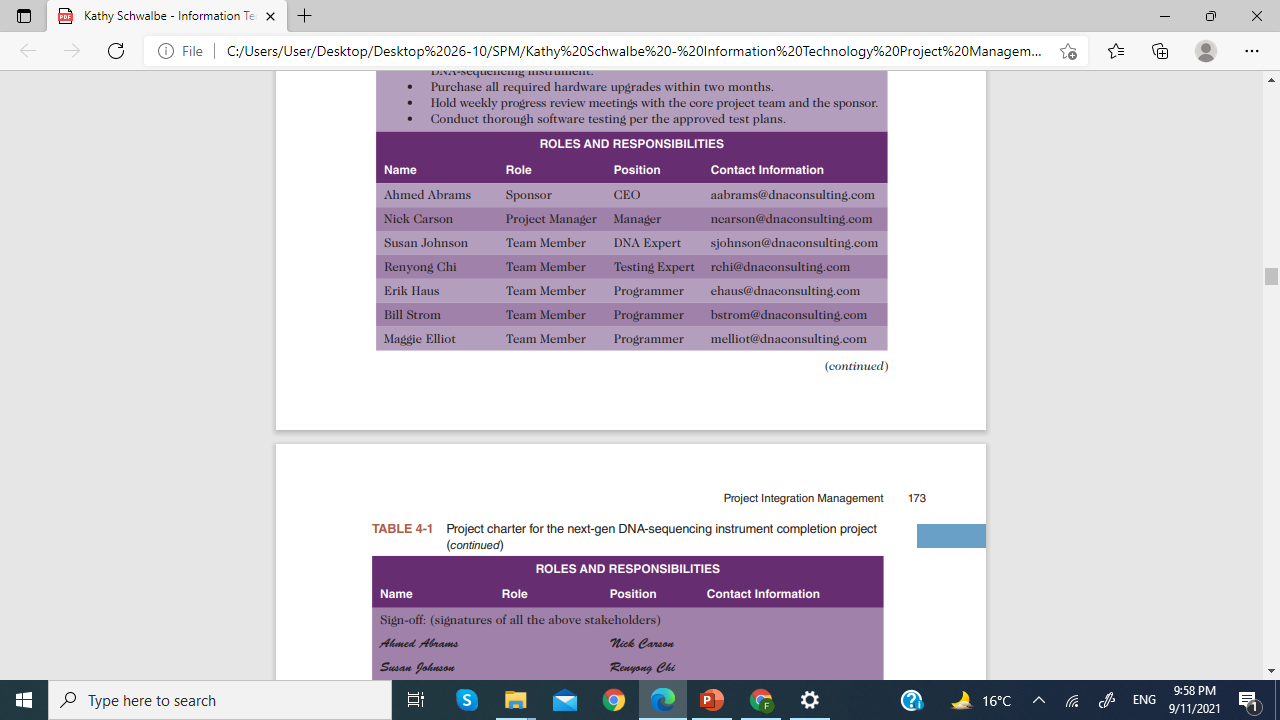 Kathy Schwalbe - Information Te
File
C:/Users/User/Desktop/Desktop%2026-10/SPM/Kathy%20Schwalbe%20-%20Information%20Technology%20Project%20Managem...
DNA-sequencing instrument.
• Purchase all required hardware upgrades within two months.
• Hold weekly progress review meetings with the core project team and the sponsor.
• Conduct thorough software testing per the approved test plans.
ROLES AND RESPONSIBILITIES
Name Role Position Contact Information
Ahmed Abrams Sponsor CEO aabrams@dnaconsulting.com
Nick Carson Project Manager Manager ncarson@dnaconsulting.com
Susan Johnson Team Member DNA Expert sjohnson@dnaconsulting.com
Renyong Chi Team Member Testing Expert rchi@dnaconsulting.com
Erik Haus Team Member Programmer ehaus@dnaconsulting.com
Bill Strom Team Member Programmer bstrom@dnaconsulting.com
Maggie Elliot Team Member Programmer melliot@dnaconsulting.com
(continued)
Project Integration Management 173
TABLE 4-1 Project charter for the next-gen DNA-sequencing instrument completion project
(continued)
ROLES AND RESPONSIBILITIES
Name Role Position Contact Information
Sign-off: (signatures of all the above stakeholders)
Ahmed Abrams Nick Carson
Susan Johnson Renyong Chi
Type here to search
16°C
ENG
9:58 PM
9/11/2021
1